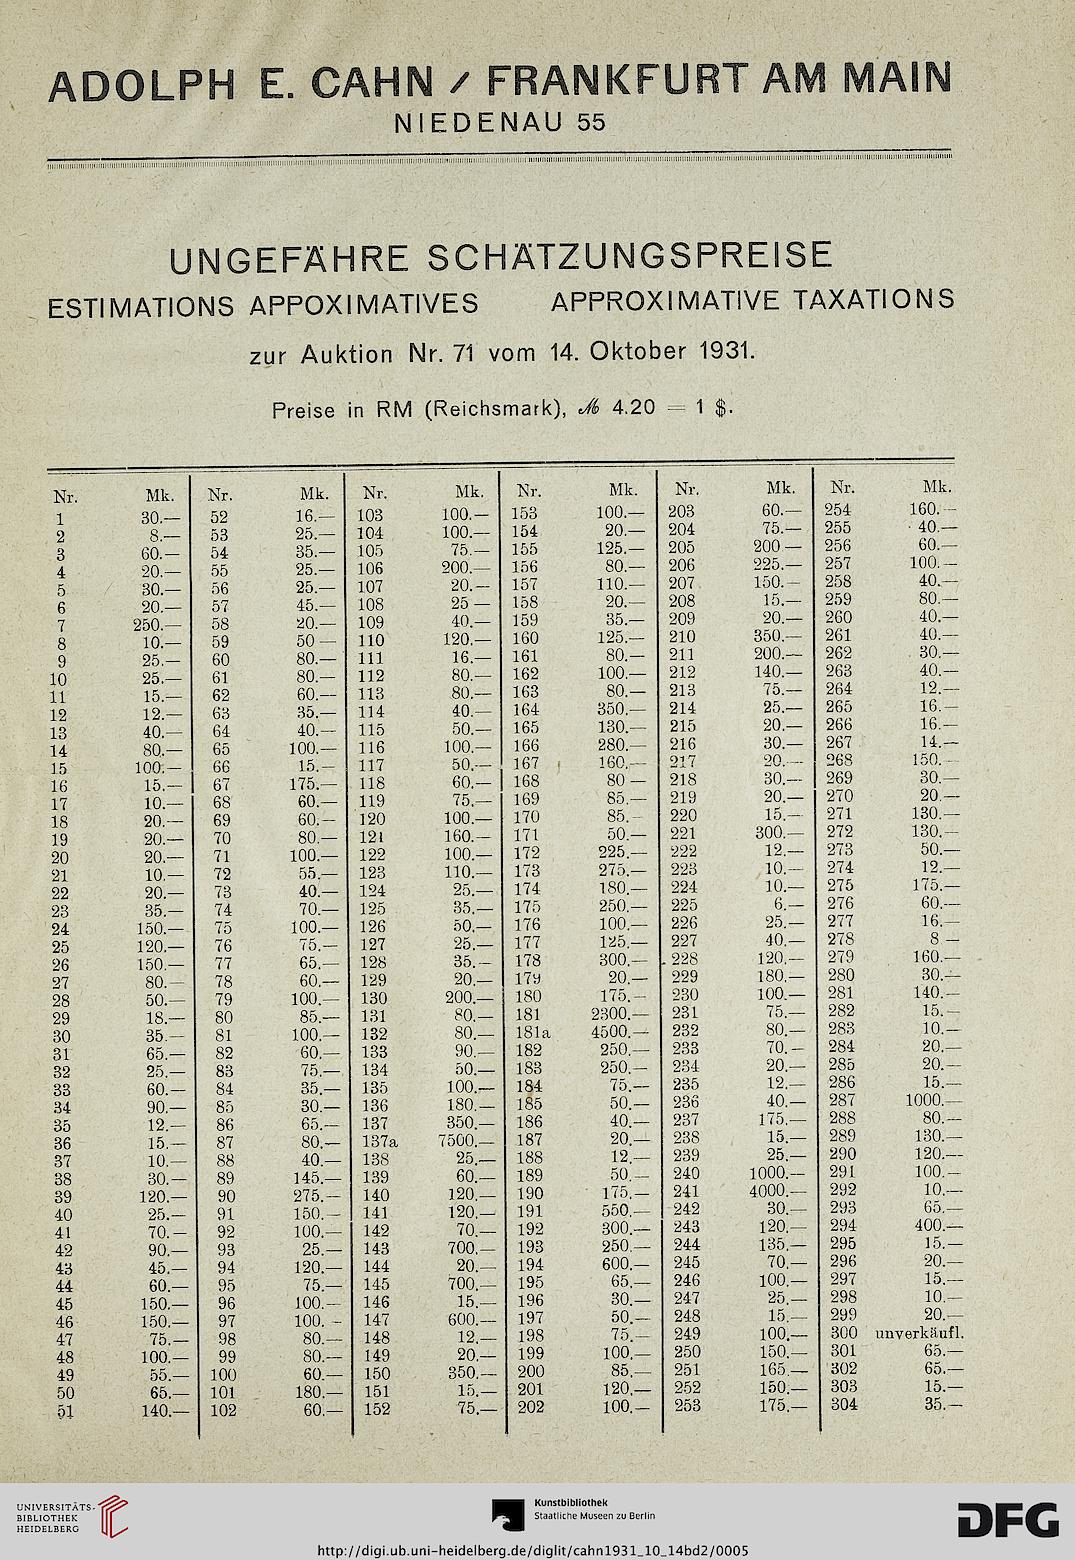 ADOLPH E. CAHN / FRANKFURT AM MAIN
NIEDENAU 55
UNGEFÄHRE SCHÄTZUNGSPREISE
ESTIMATIONS APPOXIMATIVES APPROXIMATIVE TAXATIONS
zur Auktion Nr. 71 vom 14. Oktober 1931.
Preise in RM (Reichsmark), ℳ 4.20 = 1 $.
Nr. Mk. Nr. Mk. Nr. Mk. Nr. Mk. Nr. Mk. Nr. Mk.
1 30.— 52 16.— 103 100.— 153 100.— 203 60.— 254 160.—
2 8.— 53 25.— 104 100.— 154 20.— 204 75.— 255 40.—
3 60.— 54 35.— 105 75.— 155 125.— 205 200— 256 60.—
4 20.— 55 25.— 106 200.— 156 80.— 206 225.— 257 100.—
5 30.— 56 25.— 107 20.— 157 110.— 207 150.— 258 40.—
6 20.— 57 45.— 108 25— 158 20.— 208 15.— 259 80.—
7 250.— 58 20.— 109 40.— 159 35.— 209 20.— 260 40.—
8 10.— 59 50— 110 120.— 160 125.— 210 350.— 261 40.—
9 25.— 60 80.— 111 16.— 161 80.— 211 200.— 262 30.—
10 25.— 61 80.— 112 80.— 162 100.— 212 140.— 263 40.—
11 15.— 62 60.— 113 80.— 163 80.— 213 75.— 264 12.—
12 12.— 63 35.— 114 40.— 164 350.— 214 25.— 265 16.—
13 40.— 64 40.— 115 50.— 165 130.— 215 20.— 266 16.—
14 80.— 65 100.— 116 100.— 166 280.— 216 30.— 267 14.—
15 100.— 66 15.— 117 50.— 167 160.— 217 20.— 268 150.—
16 15.— 67 175.— 118 60.— 168 80— 218 30.— 269 30.—
17 10.— 68 60.— 119 75.— 169 85.— 219 20.— 270 20.—
18 20.— 69 60.— 120 100.— 170 85.— 220 15.— 271 130.—
19 20.— 70 80.— 121 160.— 171 50.— 221 300.— 272 130.—
20 20.— 71 100.— 122 100.— 172 225.— 222 12.— 273 50.—
21 10.— 72 55.— 123 110.— 173 275.— 223 10.— 274 12.—
22 20.— 73 40.— 124 25.— 174 180.— 224 10.— 275 175.—
23 35.— 74 70.— 125 35.— 175 250.— 225 6.— 276 60.—
24 150.— 75 100.— 126 50.— 176 100.— 226 25.— 277 16.—
25 120.— 76 75.— 127 25.— 177 125.— 227 40.— 278 8—
26 150.— 77 65.— 128 35.— 178 300.— 228 120.— 279 160.—
27 80.— 78 60.— 129 20.— 179 20.— 229 180.— 280 30.—
28 50.— 79 100.— 130 200.— 180 175.— 230 100.— 281 140.—
29 18.— 80 85.— 131 80.— 181 2300.— 231 75.— 282 15.—
30 35.— 81 100.— 132 80.— 181a 4500.— 232 80.— 283 10.—
31 65.— 82 60.— 133 90.— 182 250.— 233 70.— 284 20.—
32 25.— 83 75.— 134 50.— 183 250.— 234 20.— 285 20.—
33 60.— 84 35.— 135 100.— 184 75.— 235 12.— 286 15.—
34 90.— 85 30.— 136 180.— 185 50.— 236 40.— 287 1000.—
35 12.— 86 65.— 137 350.— 186 40.— 237 175.— 288 80.—
36 15.— 87 80.— 137a 7500.— 187 20.— 238 15.— 289 130.—
37 10.— 88 40.— 138 25.— 188 12.— 239 25.— 290 120.—
38 30.— 89 145.— 139 60.— 189 50.— 240 1000.— 291 100.—
39 120.— 90 275.— 140 120.— 190 175.— 241 4000.— 292 10.—
40 25.— 91 150.— 141 120.— 191 550.— 242 30.— 293 65.—
41 70.— 92 100.— 142 70.— 192 300.— 243 120.— 294 400.—
42 90.— 93 25.— 143 700.— 193 250.— 244 135.— 295 15.—
43 45.— 94 120.— 144 20.— 194 600.— 245 70.— 296 20.—
44 60.— 95 75.— 145 700.— 195 65.— 246 100.— 297 15.—
45 150.— 96 100.— 146 15.— 196 30.— 247 25.— 298 10.—
46 150.— 97 100.— 147 600.— 197 50.— 248 15.— 299 20.—
47 75.— 98 80.— 148 12.— 198 75.— 249 100.— 300 unverkäufl.
48 100.— 99 80.— 149 20.— 199 100.— 250 150.— 301 65.—
49 55.— 100 60.— 150 350.— 200 85.— 251 165.— 302 65.—
50 65.— 101 180.— 151 15.— 201 120.— 252 150.— 303 15.—
51 140.— 102 60.— 152 75.— 202 100.— 253 175.— 304 35.—
UNIVERSITÄTS-
BIBLIOTHEK
HEIDELBERG
Kunstbibliothek
Staatliche Museen zu Berlin
DFG
http://digi.ub.uni-heidelberg.de/diglit/cahn1931_10_14bd2/0005